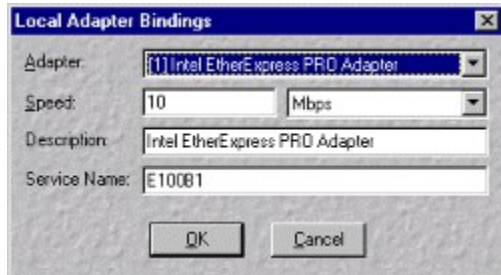 Local Adapter Bindings
Adapter: [1] Intel EtherExpress PRO Adapter
Speed: 10 Mbps
Description: Intel EtherExpress PRO Adapter
Service Name: E100B1
OK Cancel